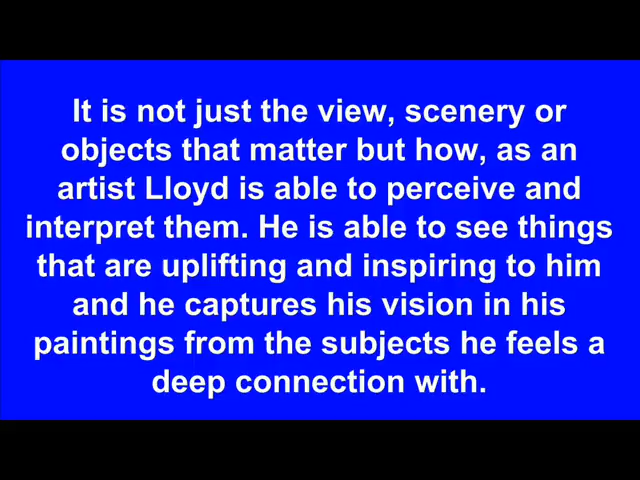 It is not just the view, scenery or
objects that matter but how, as an
artist Lloyd is able to perceive and
interpret them. He is able to see things
that are uplifting and inspiring to him
and he captures his vision in his
paintings from the subjects he feels a
deep connection with.